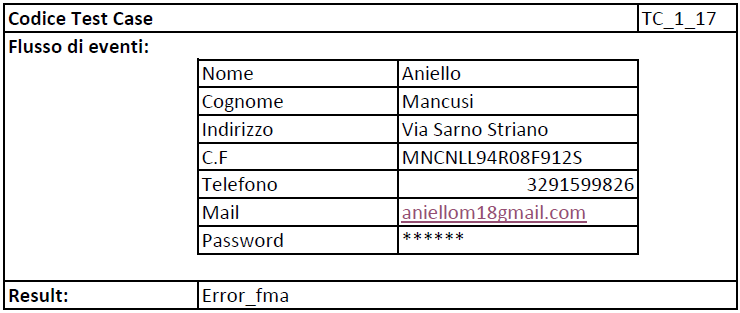 Codice Test Case TC_1_17
Flusso di eventi:
Nome Aniello
Cognome Mancusi
Indirizzo Via Sarno Striano
C.F MNCNLL94R08F912S
Telefono 3291599826
Mail aniellom18gmail.com
Password ******
Result: Error_fma